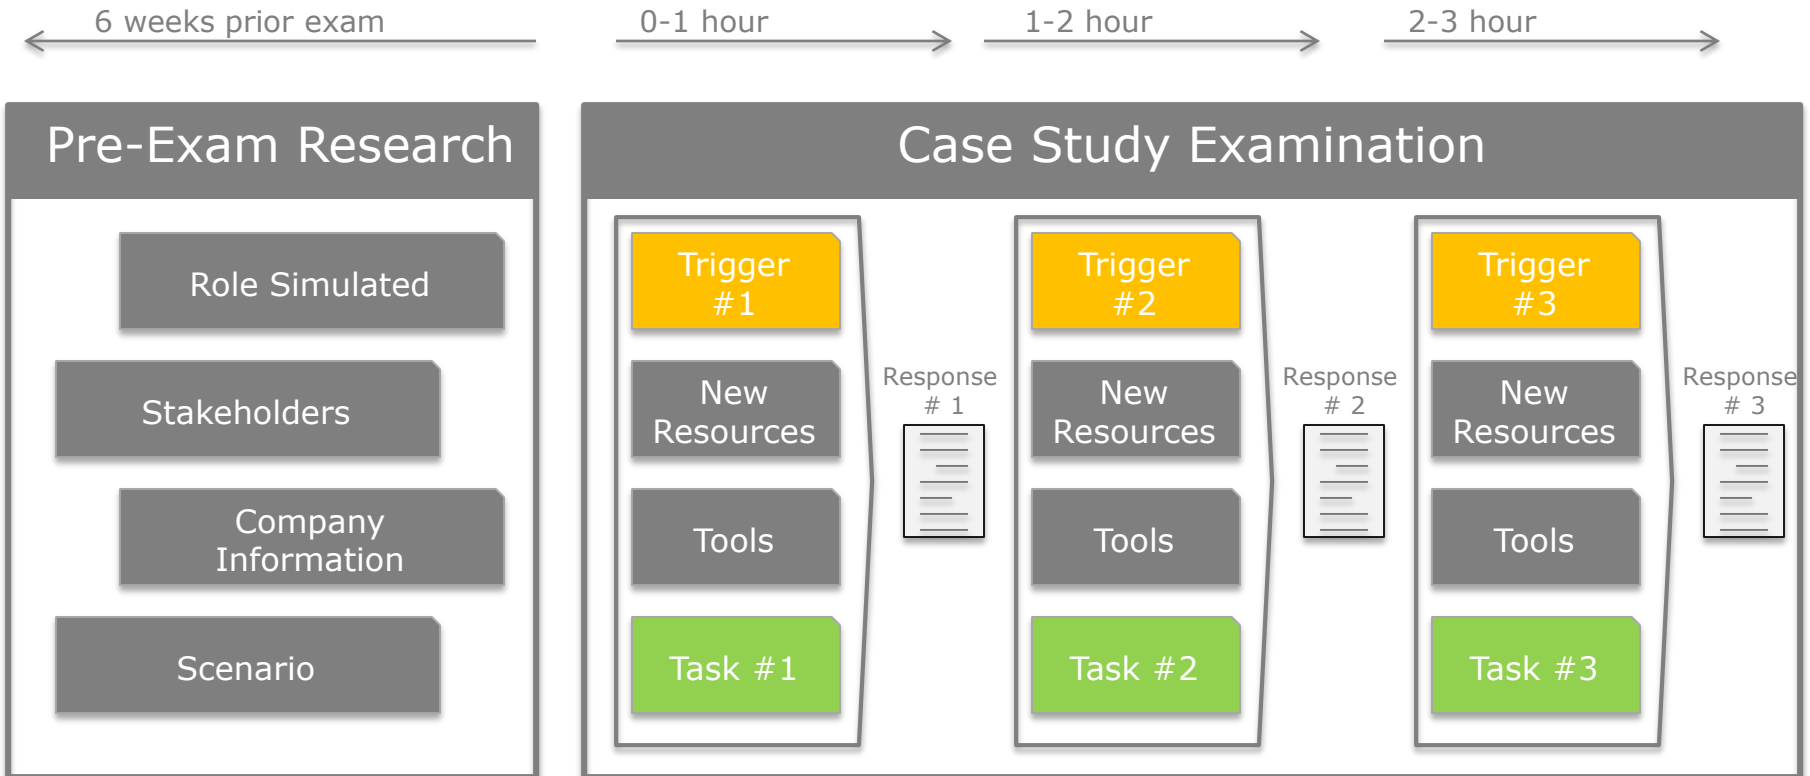 6 weeks prior exam
0-1 hour
1-2 hour
2-3 hour
Pre-Exam Research
Role Simulated
Stakeholders
Company
Information
Scenario
Case Study Examination
Trigger
#1
New
Resources
Tools
Task #1
Response
# 1
Trigger
#2
New
Resources
Tools
Task #2
Response
# 2
Trigger
#3
New
Resources
Tools
Task #3
Response
# 3